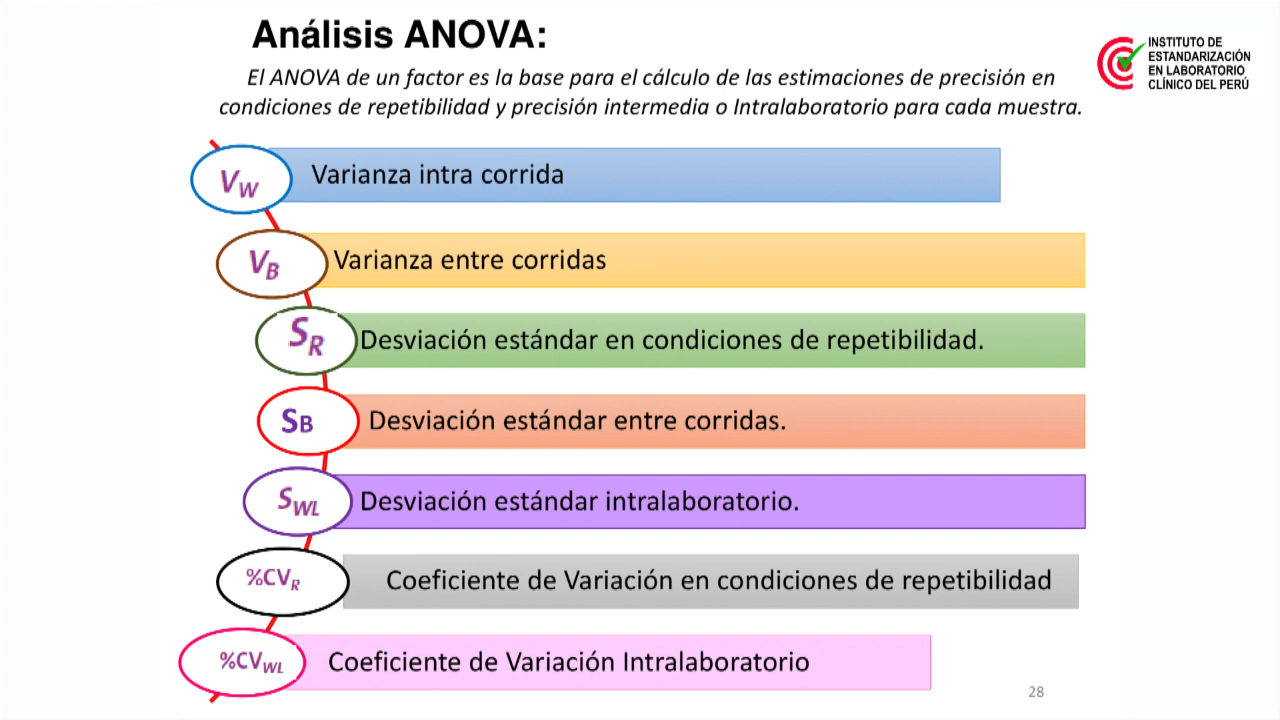 Análisis ANOVA:
INSTITUTO DE
ESTANDARIZACIÓN
EN LABORATORIO
CLÍNICO DEL PERÚ
El ANOVA de un factor es la base para el cálculo de las estimaciones de precisión en
condiciones de repetibilidad y precisión intermedia o Intralaboratorio para cada muestra.
VW Varianza intra corrida
VB Varianza entre corridas
SR Desviación estándar en condiciones de repetibilidad.
SB Desviación estándar entre corridas.
SWL Desviación estándar intralaboratorio.
%CVR Coeficiente de Variación en condiciones de repetibilidad
%CVWL Coeficiente de Variación Intralaboratorio
28